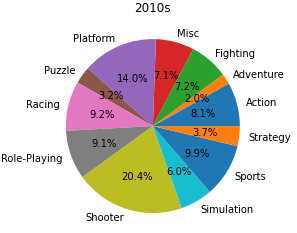 2010s
Platform
Misc
Fighting
Adventure
Action
Strategy
Sports
Simulation
Shooter
Role-Playing
Racing
Puzzle
14.0%
7.1%
7.2%
2.0%
8.1%
3.7%
9.9%
6.0%
20.4%
9.1%
9.2%
3.2%